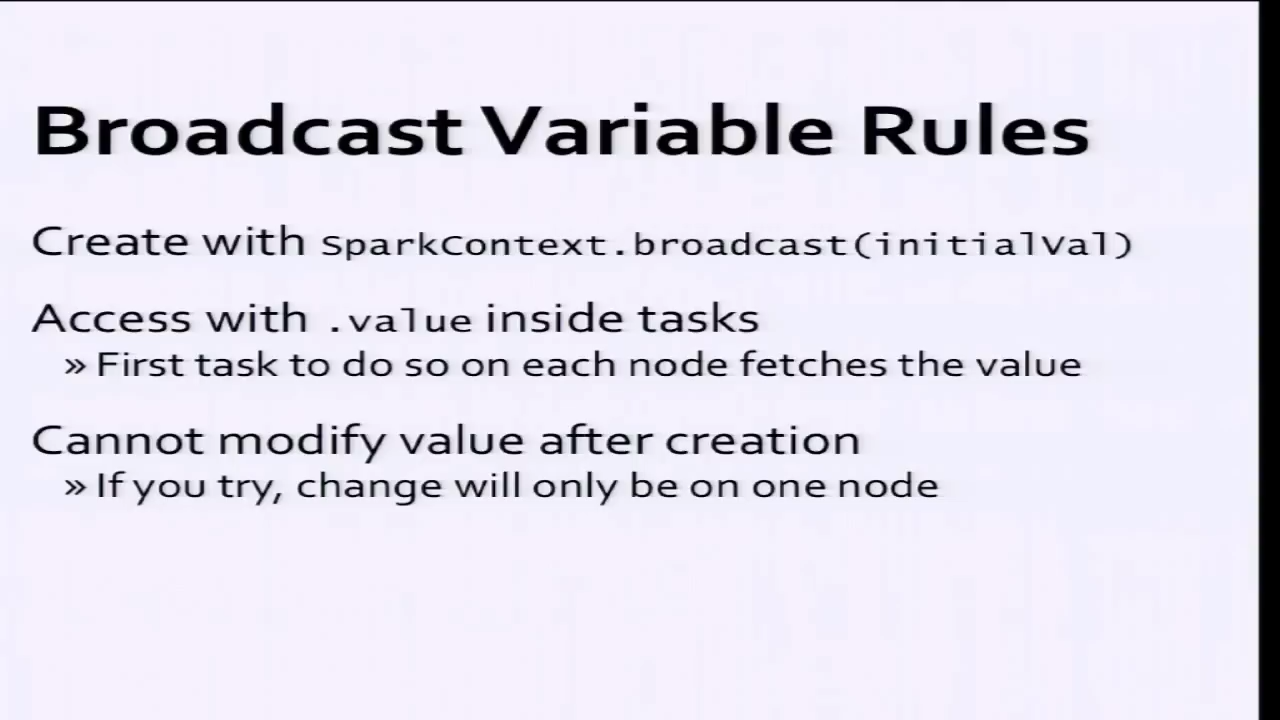 Broadcast Variable Rules
Create with SparkContext.broadcast(initialVal)
Access with .value inside tasks
» First task to do so on each node fetches the value
Cannot modify value after creation
» If you try, change will only be on one node